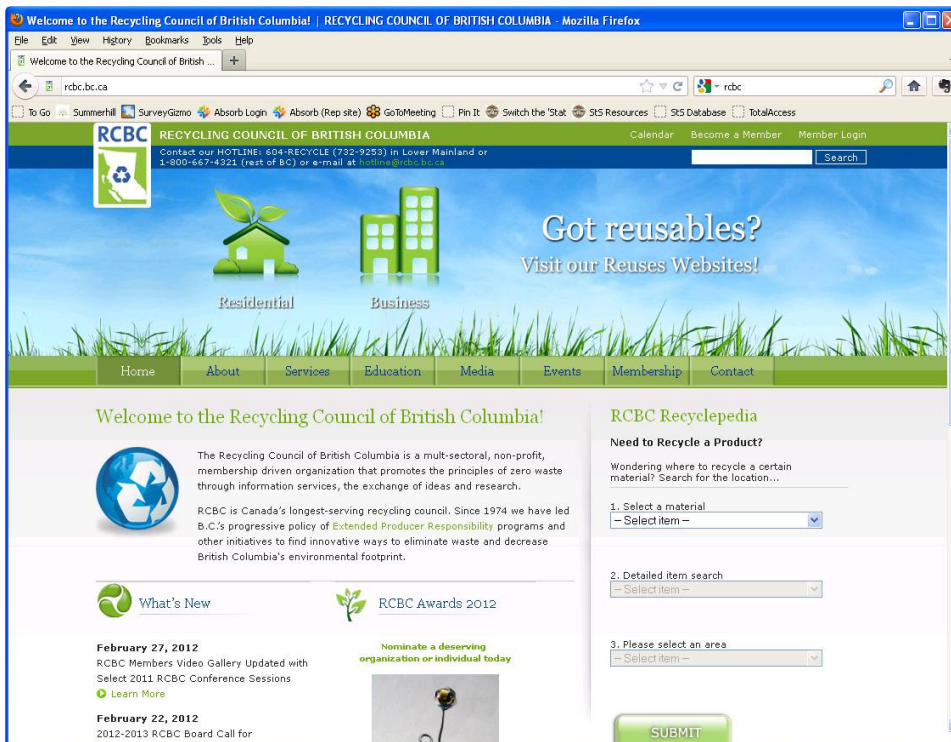 Welcome to the Recycling Council of British Columbia! | RECYCLING COUNCIL OF BRITISH COLUMBIA - Mozilla Firefox
File Edit View History Bookmarks Tools Help
Welcome to the Recycling Council of British ... +
rcbc.bc.ca
rcbc
To Go Summerhill SurveyGizmo Absorb Login Absorb (Rep site) GoToMeeting Pin It Switch the 'Stat StS Resources StS Database TotalAccess
RCBC RECYCLING COUNCIL OF BRITISH COLUMBIA Calendar Become a Member Member Login
Contact our HOTLINE: 604-RECYCLE (732-9253) in Lower Mainland or
1-800-667-4321 (rest of BC) or e-mail at hotline@rcbc.bc.ca
Search
Got reusables?
Visit our Reuses Websites!
Residential Business
Home About Services Education Media Events Membership Contact
Welcome to the Recycling Council of British Columbia!
The Recycling Council of British Columbia is a mult-sectoral, non-profit,
membership driven organization that promotes the principles of zero waste
through information services, the exchange of ideas and research.
RCBC is Canada's longest-serving recycling council. Since 1974 we have led
B.C.'s progressive policy of Extended Producer Responsibility programs and
other initiatives to find innovative ways to eliminate waste and decrease
British Columbia's environmental footprint.
What's New
February 27, 2012
RCBC Members Video Gallery Updated with
Select 2011 RCBC Conference Sessions
Learn More
February 22, 2012
2012-2013 RCBC Board Call for
RCBC Awards 2012
Nominate a deserving
organization or individual today
RCBC Recyclepedia
Need to Recycle a Product?
Wondering where to recycle a certain
material? Search for the location...
1. Select a material
-- Select item --
2. Detailed item search
-- Select item --
3. Please select an area
-- Select item --
SUBMIT